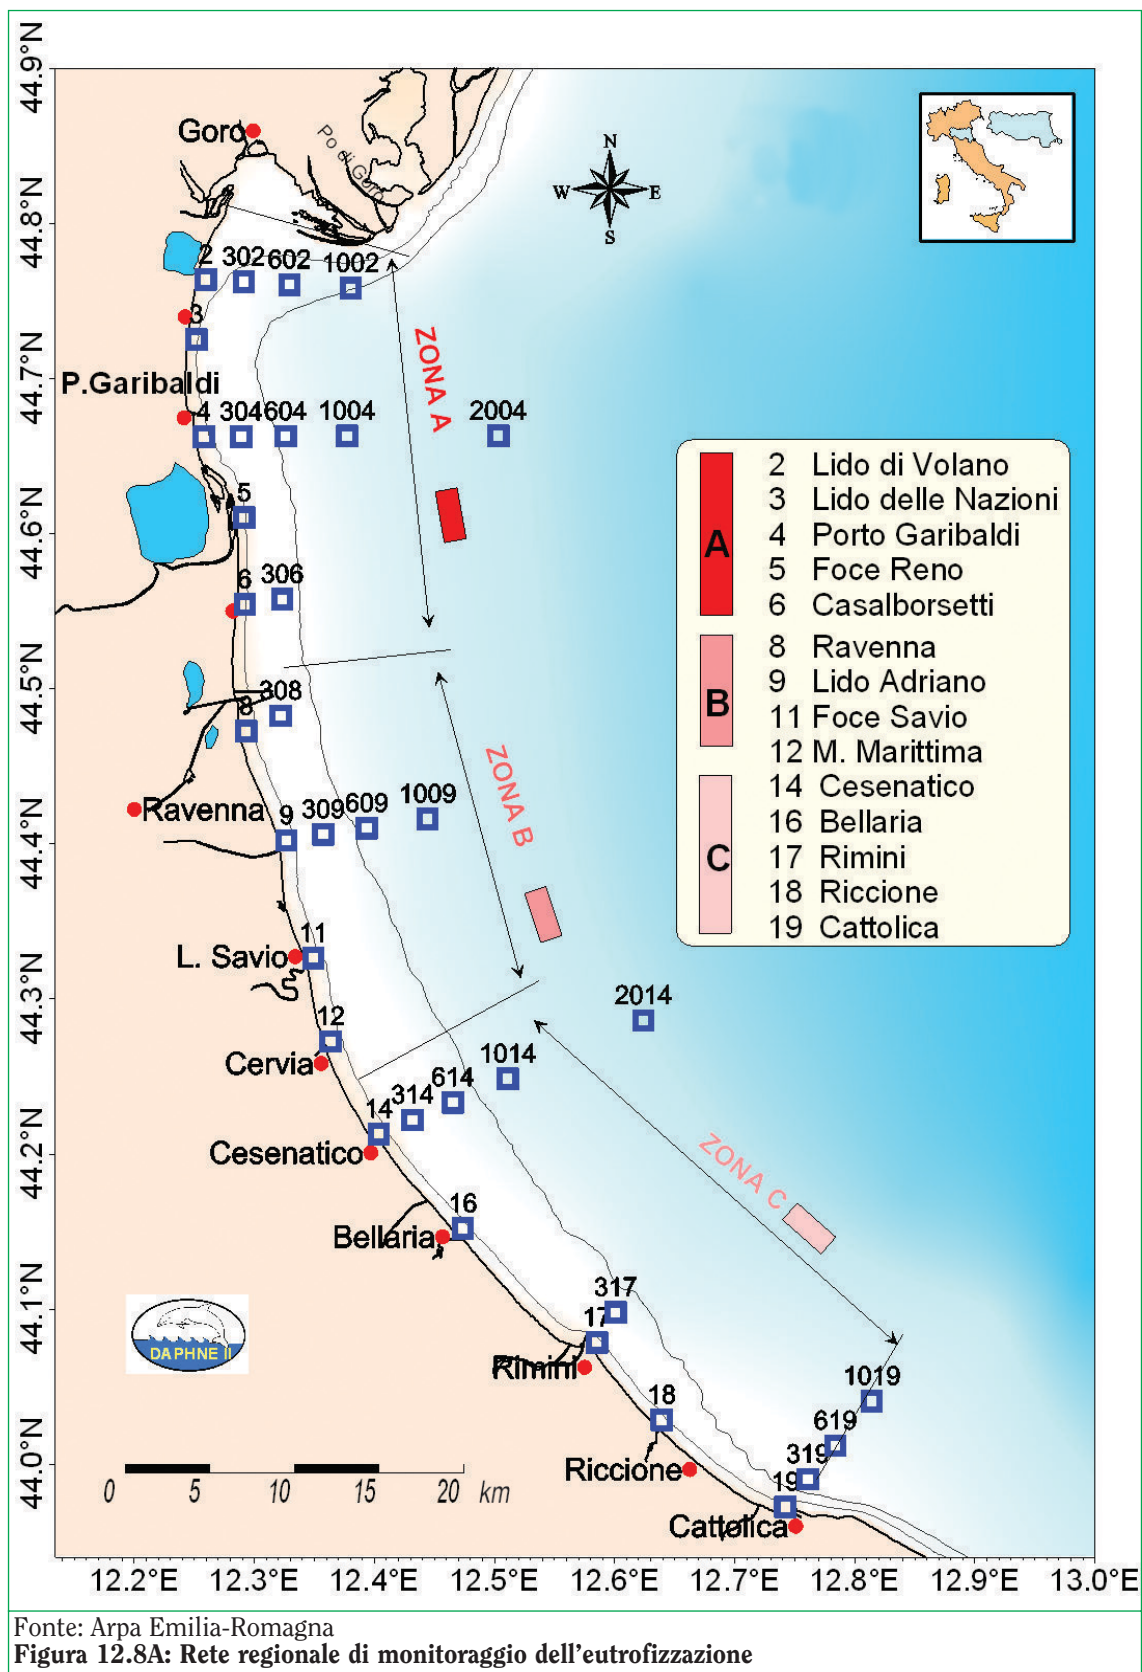 44.9°N
Goro
Po di Goro
N
W E
S
44.8°N
2 302 602 1002
3
ZONA A
44.7°N
P.Garibaldi
4 304 604 1004 2004
A
2 Lido di Volano
3 Lido delle Nazioni
4 Porto Garibaldi
5 Foce Reno
6 Casalborsetti
B
8 Ravenna
9 Lido Adriano
11 Foce Savio
12 M. Marittima
C
14 Cesenatico
16 Bellaria
17 Rimini
18 Riccione
19 Cattolica
5
44.6°N
6 306
44.5°N
308
8
ZONA B
Ravenna
9 309 609 1009
44.4°N
11
L. Savio
44.3°N
2014
12
Cervia
1014
614
314
14
44.2°N
Cesenatico
ZONA C
16
Bellaria
44.1°N
317
17
DAPHNE II
Rimini
1019
18
619
44.0°N
319
Riccione
19
0 5 10 15 20 km
Cattolica
12.2°E 12.3°E 12.4°E 12.5°E 12.6°E 12.7°E 12.8°E 12.9°E 13.0°E
Fonte: Arpa Emilia-Romagna
Figura 12.8A: Rete regionale di monitoraggio dell'eutrofizzazione